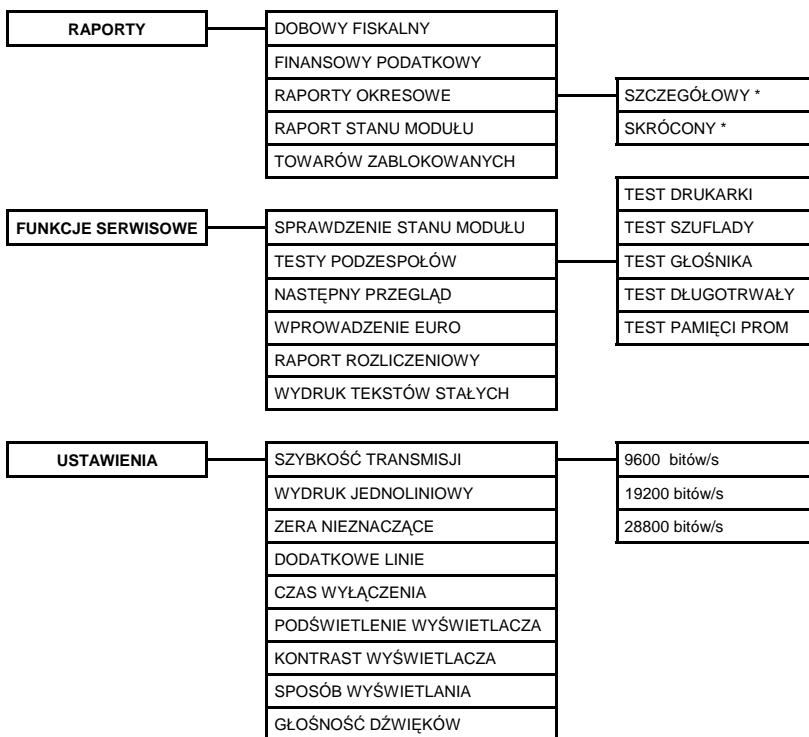 RAPORTY
DOBOWY FISKALNY
FINANSOWY PODATKOWY
RAPORTY OKRESOWE
SZCZEGÓŁOWY *
RAPORT STANU MODUŁU
SKRÓCONY *
TOWARÓW ZABLOKOWANYCH
TEST DRUKARKI
FUNKCJE SERWISOWE
SPRAWDZENIE STANU MODUŁU
TEST SZUFLADY
TESTY PODZESPOŁÓW
TEST GŁOŚNIKA
NASTĘPNY PRZEGLĄD
TEST DŁUGOTRWAŁY
WPROWADZENIE EURO
TEST PAMIĘCI PROM
RAPORT ROZLICZENIOWY
WYDRUK TEKSTÓW STAŁYCH
USTAWIENIA
SZYBKOŚĆ TRANSMISJI
9600 bitów/s
WYDRUK JEDNOLINIOWY
19200 bitów/s
ZERA NIEZNACZĄCE
28800 bitów/s
DODATKOWE LINIE
CZAS WYŁĄCZENIA
PODŚWIETLENIE WYŚWIETLACZA
KONTRAST WYŚWIETLACZA
SPOSÓB WYŚWIETLANIA
GŁOŚNOŚĆ DŹWIĘKÓW